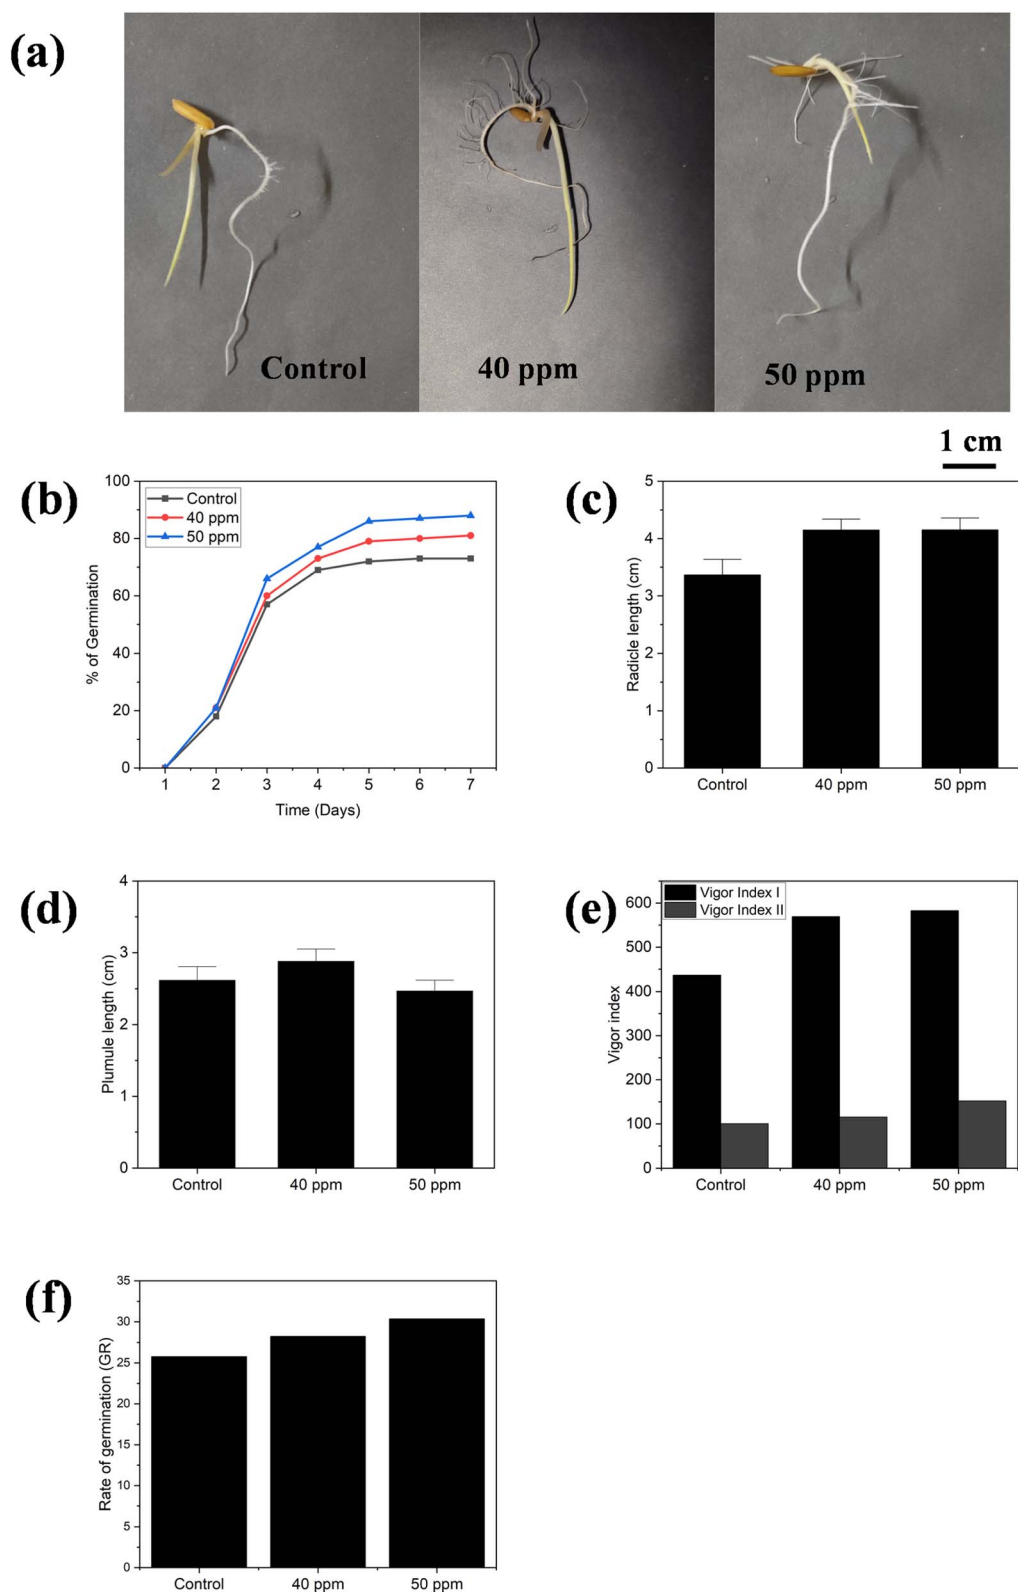 (a)
Control
40 ppm
50 ppm
1 cm
(b)
100
80
60
40
20
0
% of Germination
Control
40 ppm
50 ppm
1 2 3 4 5 6 7
Time (Days)
(c)
5
4
3
2
1
0
Radicle length (cm)
Control 40 ppm 50 ppm
(d)
4
3
2
1
0
Plumule length (cm)
Control 40 ppm 50 ppm
(e)
600
500
400
300
200
100
0
Vigor index
Vigor Index I
Vigor Index II
Control 40 ppm 50 ppm
(f)
35
30
25
20
15
10
5
0
Rate of germination (GR)
Control 40 ppm 50 ppm